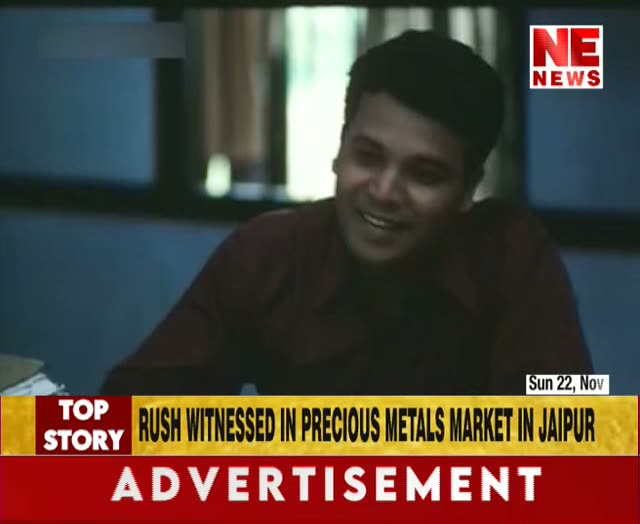 NE
NEWS
Sun 22, Nov
TOP
STORY
RUSH WITNESSED IN PRECIOUS METALS MARKET IN JAIPUR
ADVERTISEMENT